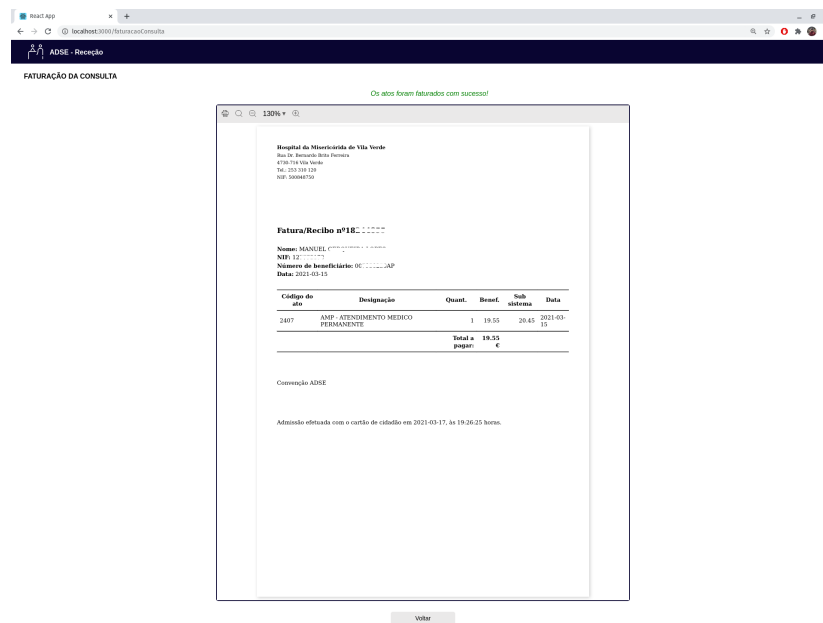 React App
localhost:3000/faturacaoConsulta
ADSE - Receção
FATURAÇÃO DA CONSULTA
Os atos foram faturados com sucesso!
130%
Hospital da Misericórida de Vila Verde
Rua Dr. Bernardo Brito Ferreira
4730-716 Vila Verde
Tel.: 253 310 120
NIF: 500848750
Fatura/Recibo nº18
Nome: MANUEL
NIF: 12
Número de beneficiário: AP
Data: 2021-03-15
Código do ato Designação Quant. Benef. Sub sistema Data
2407 AMP - ATENDIMENTO MEDICO PERMANENTE 1 19.55 20.45 2021-03-15
Total a pagar: 19.55 €
Convenção ADSE
Admissão efetuada com o cartão de cidadão em 2021-03-17, às 19:26:25 horas.
Voltar